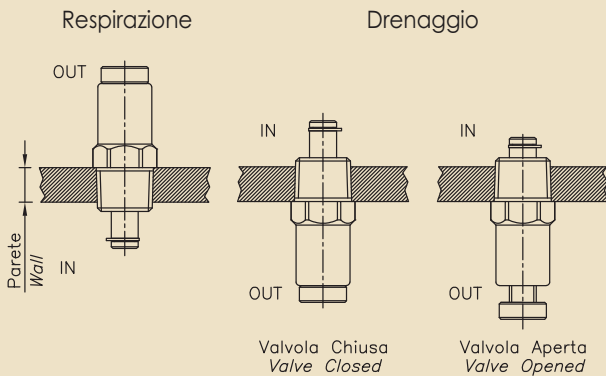 Respirazione
Drenaggio
OUT
IN
Parete
Wall
IN
OUT
Valvola Chiusa
Valve Closed
IN
OUT
Valvola Aperta
Valve Opened